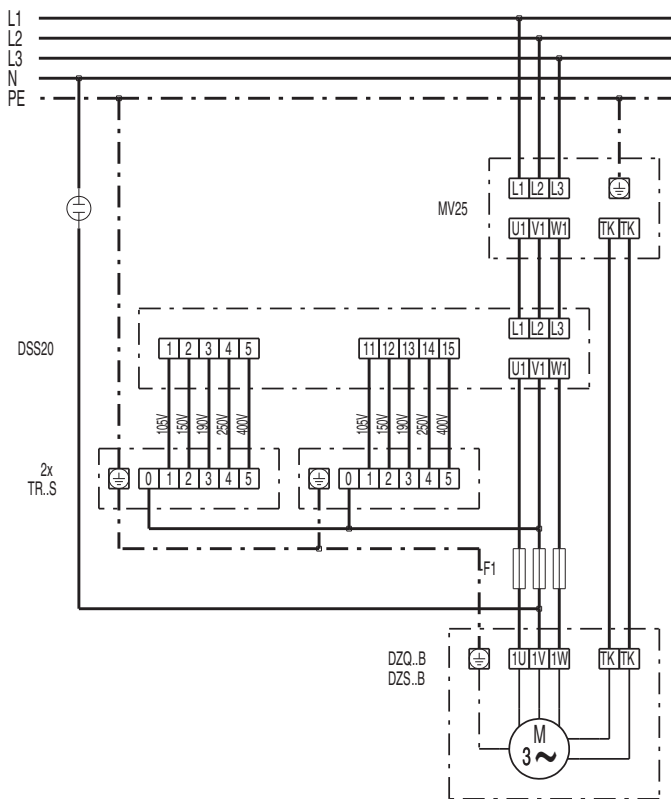 L1
L2
L3
N
PE
L1 L2 L3
MV25
U1 V1 W1 TK TK
L1 L2 L3
DSS20
1 2 3 4 5 11 12 13 14 15
U1 V1 W1
105V 150V 190V 250V 400V 105V 150V 190V 250V 400V
2x
TR..S
0 1 2 3 4 5 0 1 2 3 4 5
F1
DZQ..B
DZS..B
1U 1V 1W TK TK
M
3 ~